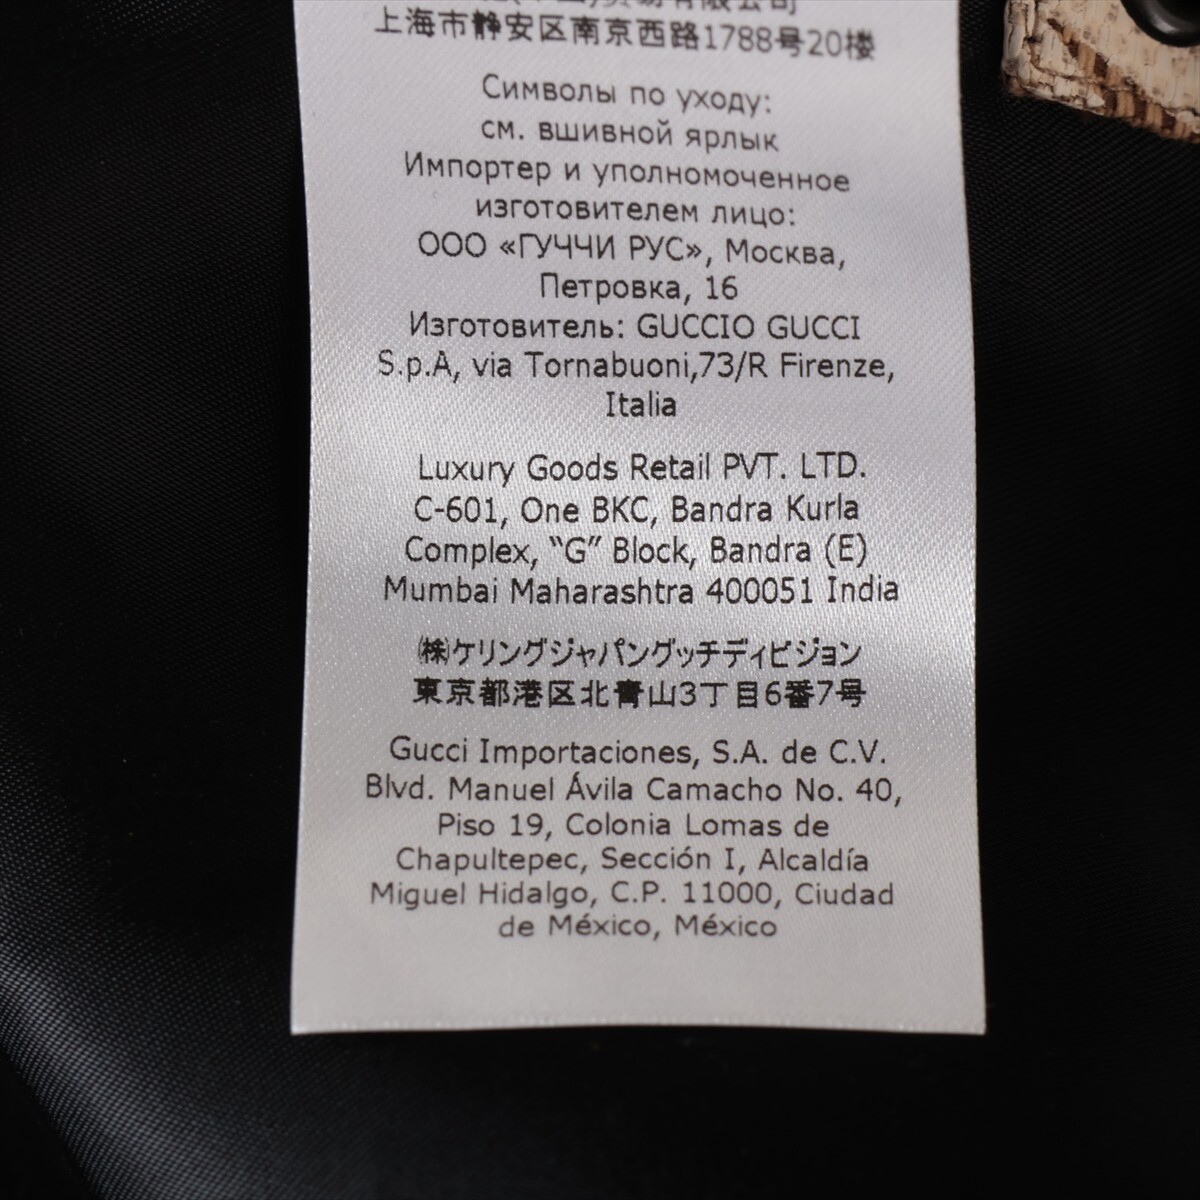 贸易有限公司
上海市静安区南京西路1788号20楼
Символы по уходу:
см. вшивной ярлык
Импортер и уполномоченное
изготовителем лицо:
ООО «ГУЧЧИ РУС», Москва,
Петровка, 16
Изготовитель: GUCCIO GUCCI
S.p.A, via Tornabuoni,73/R Firenze,
Italia
Luxury Goods Retail PVT. LTD.
C-601, One BKC, Bandra Kurla
Complex, “G” Block, Bandra (E)
Mumbai Maharashtra 400051 India
㈱ケリングジャパングッチディビジョン
東京都港区北青山3丁目6番7号
Gucci Importaciones, S.A. de C.V.
Blvd. Manuel Ávila Camacho No. 40,
Piso 19, Colonia Lomas de
Chapultepec, Sección I, Alcaldía
Miguel Hidalgo, C.P. 11000, Ciudad
de México, México